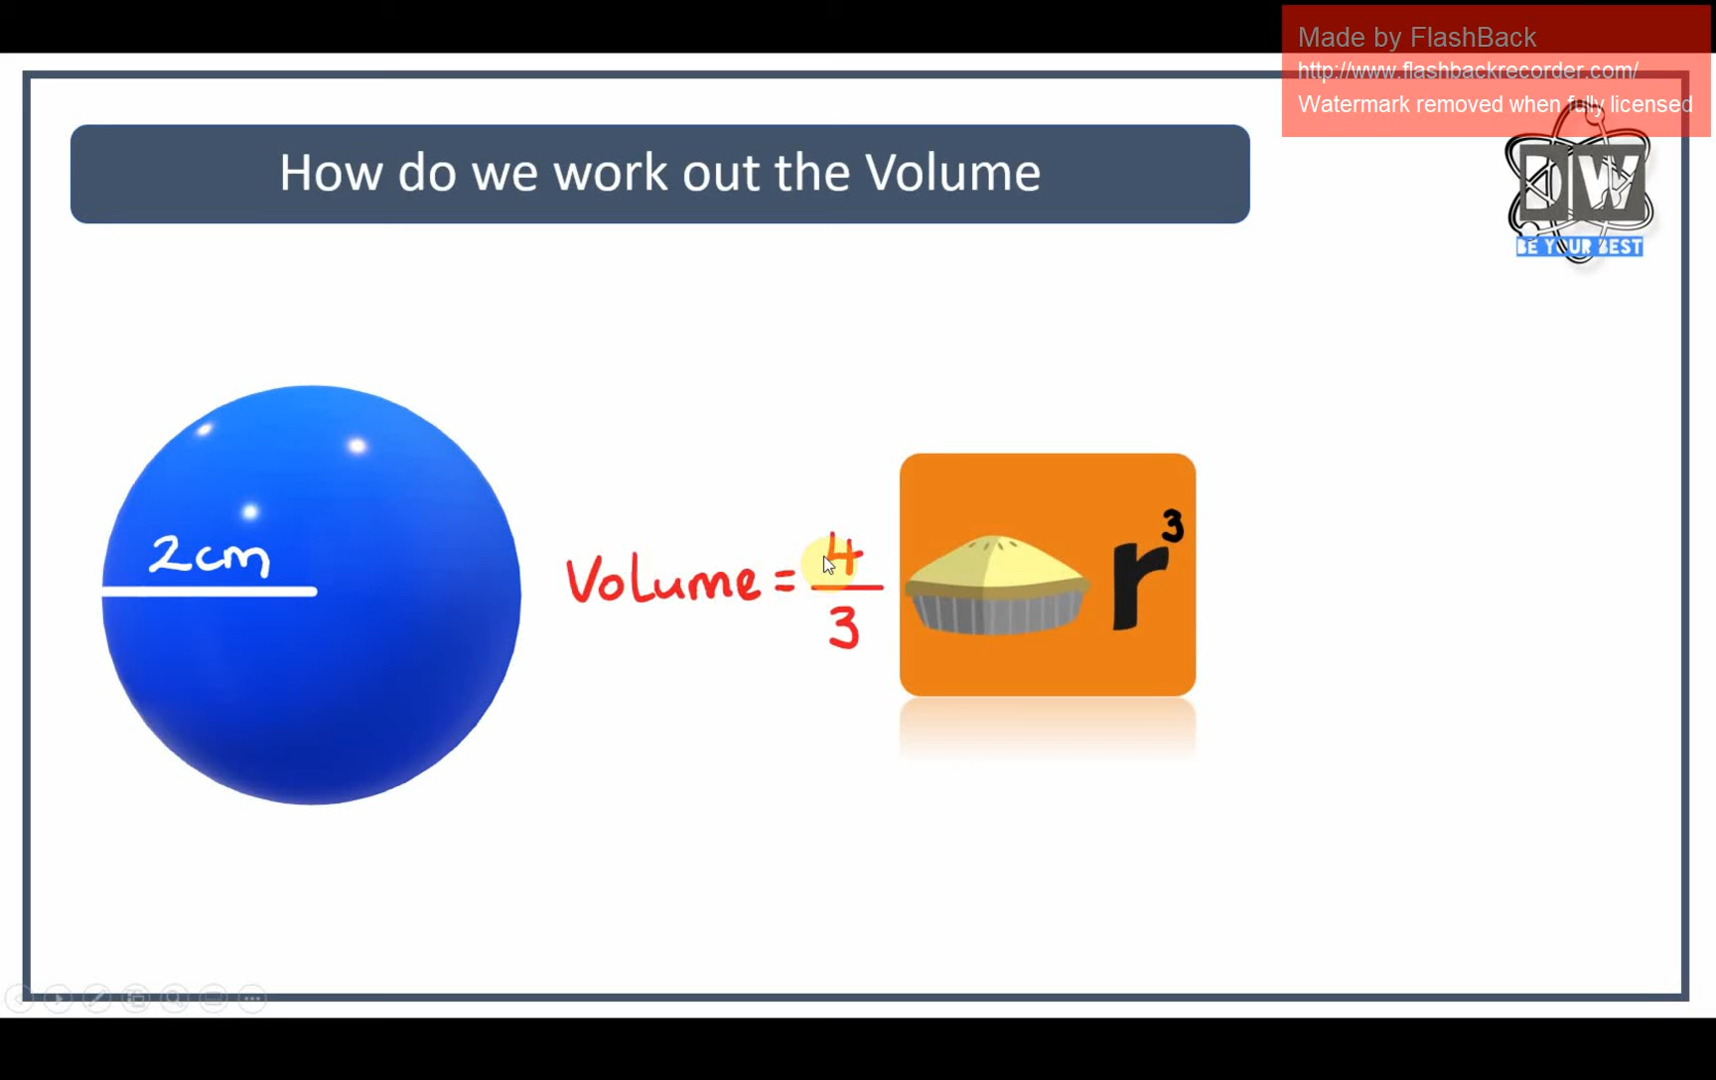 Made by FlashBack
http://www.flashbackrecorder.com/
Watermark removed when fully licensed
How do we work out the Volume
DW
BE YOUR BEST
2cm
Volume = 4/3 r³